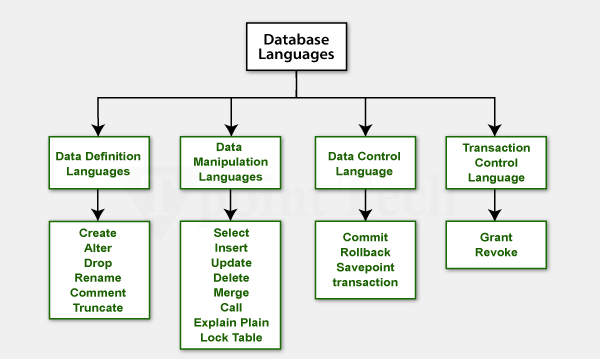 Database
Languages
Data Definition
Languages
Data
Manipulation
Languages
Data Control
Language
Transaction
Control
Language
Create
Alter
Drop
Rename
Comment
Truncate
Select
Insert
Update
Delete
Merge
Call
Explain Plain
Lock Table
Commit
Rollback
Savepoint
transaction
Grant
Revoke